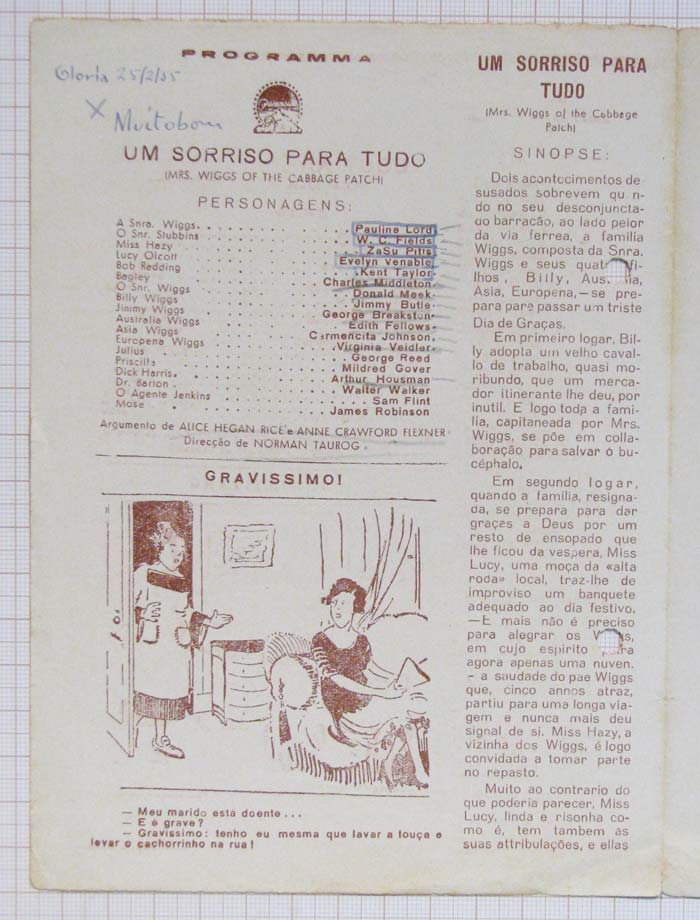 PROGRAMMA
Gloria 25/2/35
X Muitobom
Paramount
UM SORRISO PARA TUDO
(MRS. WIGGS OF THE CABBAGE PATCH)
PERSONAGENS:
A Snra. Wiggs. Pauline Lord
O Snr. Stubbins W. C. Fields
Miss Hazy ZaSu Pitts
Lucy Olcott Evelyn Venable
Bob Redding Kent Taylor
Bagley Charles Middleton
O Snr. Wiggs Donald Meek
Billy Wiggs Jimmy Butle
Jimmy Wiggs George Breakston
Australia Wiggs Edith Fellows
Asia Wiggs Carmencita Johnson
Europena Wiggs Virginia Veidler
Julius George Reed
Priscilla Mildred Gover
Dick Harris. Arthur Housman
Dr. Barton Walter Walker
O Agente Jenkins Sam Flint
Mose James Robinson
Argumento de ALICE HEGAN RICE e ANNE CRAWFORD FLEXNER
Direcção de NORMAN TAUROG
GRAVISSIMO!
— Meu marido está doente...
— E é grave?
— Gravissimo: tenho eu mesma que lavar a louça e
levar o cachorrinho na rua!
UM SORRISO PARA
TUDO
(Mrs. Wiggs of the Cabbage
Patch)
SINOPSE:
Dois acontecimentos de
susados sobrevem qu n-
do no seu desconjuncta-
do barracão, ao lado peior
da via ferrea, a familia
Wiggs, composta da Snra.
Wiggs e seus fi-
lhos, Billy,
Asia, Europena,—se pre-
para pare passar um triste
Dia de Graças.
Em primeiro logar, Bil-
ly adopta um velho caval-
lo de trabalho, quasi mo-
ribundo, que um merca-
dor itinerante lhe deu, por
inutil. E logo toda a fami-
lia, capitaneada por Mrs.
Wiggs, se põe em colla-
boração para salvar ó bu-
céphalo.
Em segundo logar,
quando a familia, resigna-
da, se prepara para dar
graças a Deus por um
resto de ensopado que
lhe ficou da vespera, Miss
Lucy, uma moça da «alta
roda» local, traz-lhe de
improviso um banquete
adequado ao dia festivo.
—E mais não é preciso
para alegrar os
em cujo espirito
agora apenas uma nuven.
- a saudade do pae Wiggs
que, cinco annos atraz,
partiu para uma longa via-
gem e nunca mais deu
signal de si. Miss Hazy, a
vizinha dos Wiggs, é logo
convidada a tomar parte
no repasto.
Muito ao contrario do
que poderia parecer, Miss
Lucy, linda e risonha co-
mo é, tem tambem às
suas attribulações, e ellas